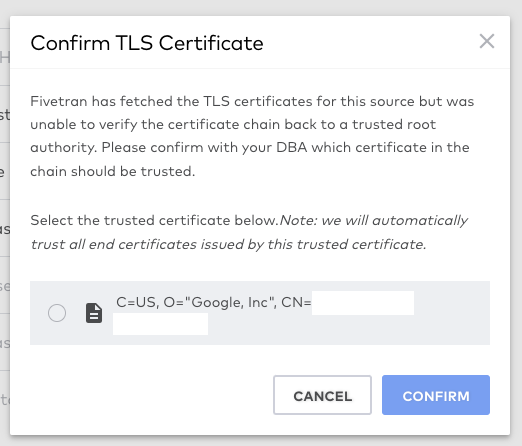 Confirm TLS Certificate
Fivetran has fetched the TLS certificates for this source but was
unable to verify the certificate chain back to a trusted root
authority. Please confirm with your DBA which certificate in the
chain should be trusted.
Select the trusted certificate below.Note: we will automatically
trust all end certificates issued by this trusted certificate.
C=US, O="Google, Inc", CN=
CANCEL
CONFIRM